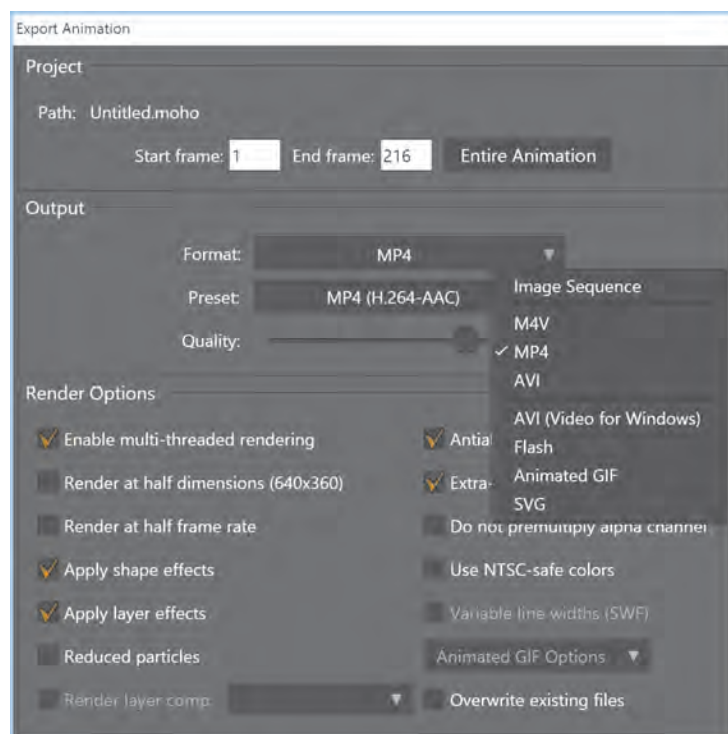 Export Animation
Project
Path: Untitled.moho
Start frame: 1 End frame: 216 Entire Animation
Output
Format: MP4
Preset: MP4 (H.264-AAC)
Quality:
Image Sequence
M4V
MP4
AVI
AVI (Video for Windows)
Flash
Animated GIF
SVG
Render Options
Enable multi-threaded rendering
Render at half dimensions (640x360)
Render at half frame rate
Do not premultiply alpha channel
Apply shape effects
Use NTSC-safe colors
Apply layer effects
Variable line widths (SWF)
Reduced particles
Animated GIF Options
Render layer comp:
Overwrite existing files